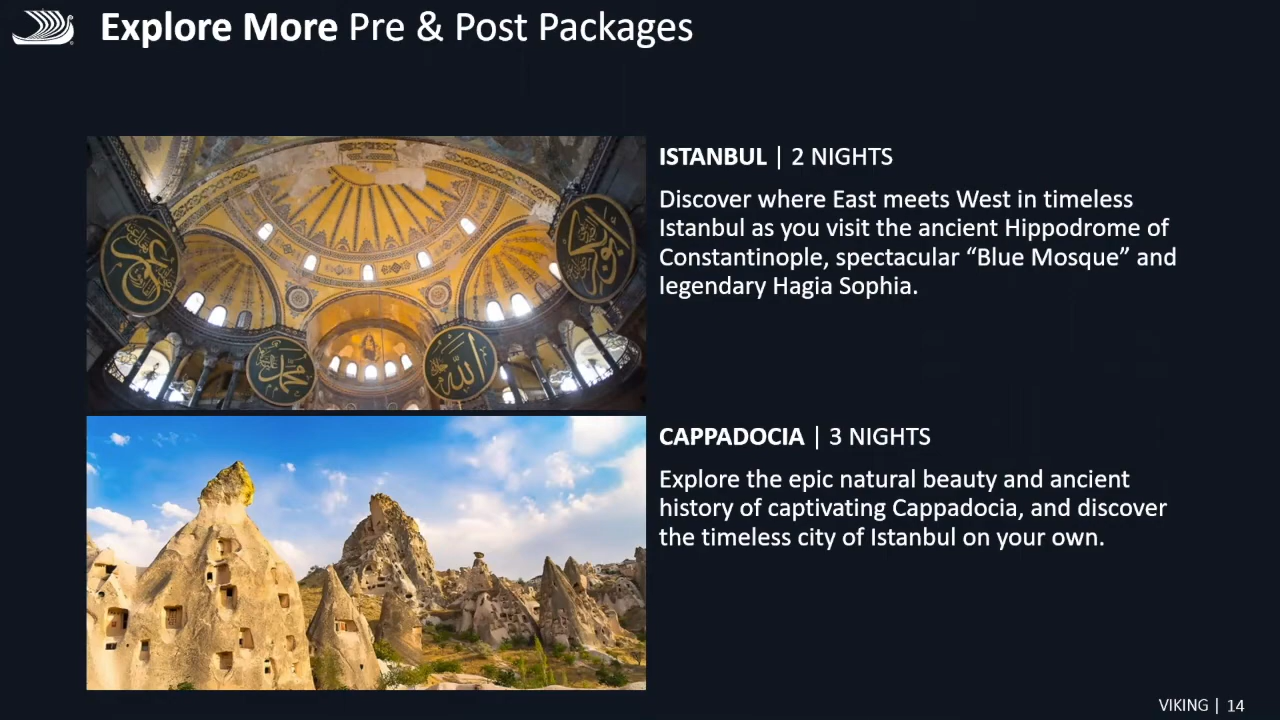 Explore More Pre & Post Packages
ISTANBUL | 2 NIGHTS
Discover where East meets West in timeless
Istanbul as you visit the ancient Hippodrome of
Constantinople, spectacular “Blue Mosque” and
legendary Hagia Sophia.
CAPPADOCIA | 3 NIGHTS
Explore the epic natural beauty and ancient
history of captivating Cappadocia, and discover
the timeless city of Istanbul on your own.
VIKING | 14